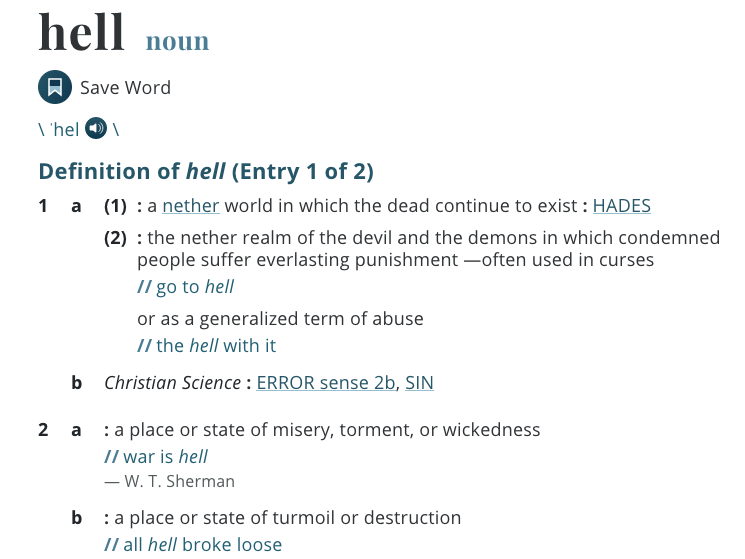 hell noun
Save Word
\ ˈhel \
Definition of hell (Entry 1 of 2)
1 a (1) : a nether world in which the dead continue to exist : HADES
(2) : the nether realm of the devil and the demons in which condemned
people suffer everlasting punishment —often used in curses
// go to hell
or as a generalized term of abuse
// the hell with it
b Christian Science : ERROR sense 2b, SIN
2 a : a place or state of misery, torment, or wickedness
// war is hell
— W. T. Sherman
b : a place or state of turmoil or destruction
// all hell broke loose